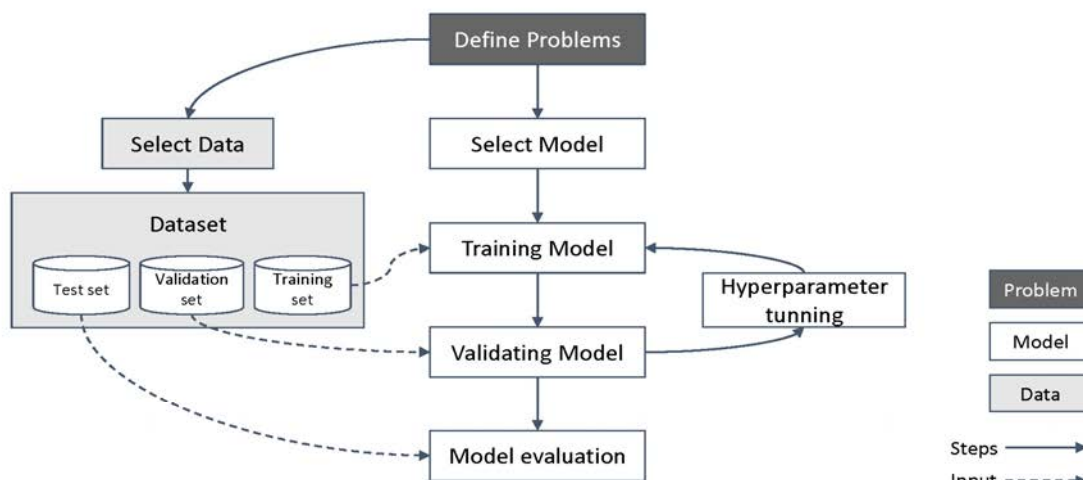 Define Problems
Select Data
Select Model
Dataset
Training Model
Test set
Validation
set
Training
set
Hyperparameter
tunning
Validating Model
Model evaluation
Problem
Model
Data
Steps
Input